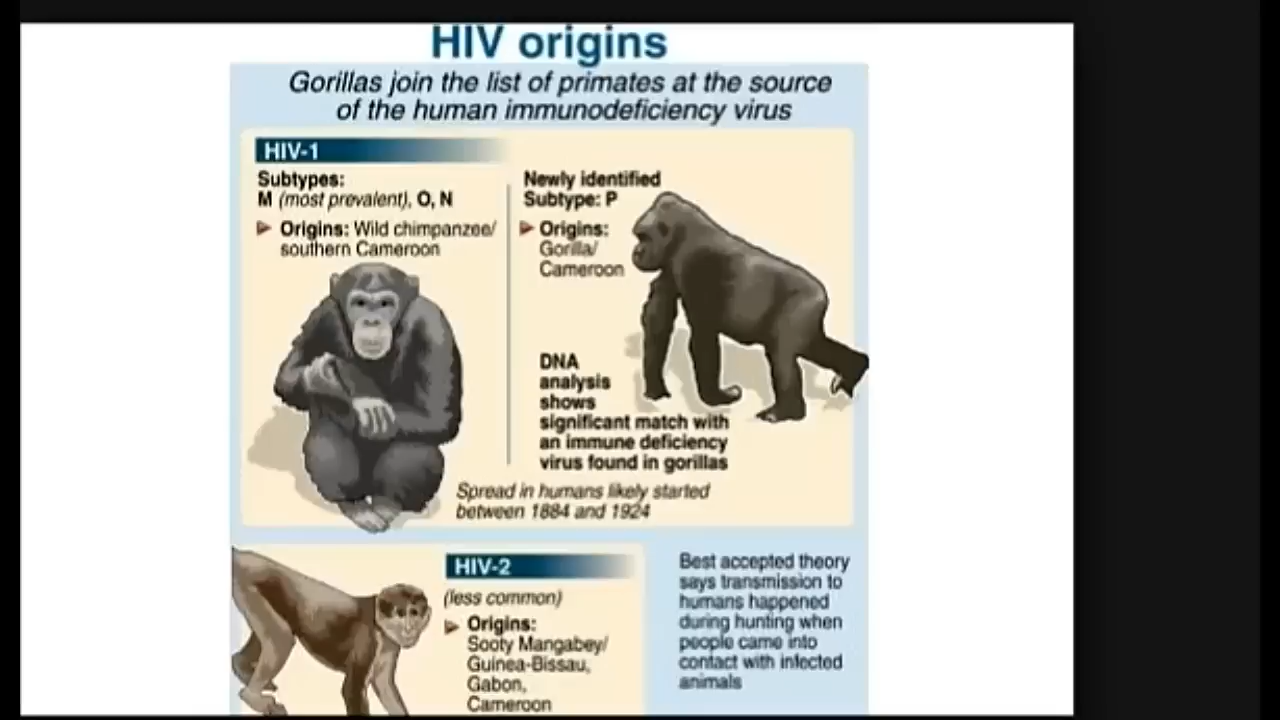 HIV origins
Gorillas join the list of primates at the source
of the human immunodeficiency virus
HIV-1
Subtypes:
M (most prevalent), O, N
Origins: Wild chimpanzee/
southern Cameroon
Newly identified
Subtype: P
Origins:
Gorilla/
Cameroon
DNA
analysis
shows
significant match with
an immune deficiency
virus found in gorillas
Spread in humans likely started
between 1884 and 1924
HIV-2
(less common)
Origins:
Sooty Mangabey/
Guinea-Bissau,
Gabon,
Cameroon
Best accepted theory
says transmission to
humans happened
during hunting when
people came into
contact with infected
animals